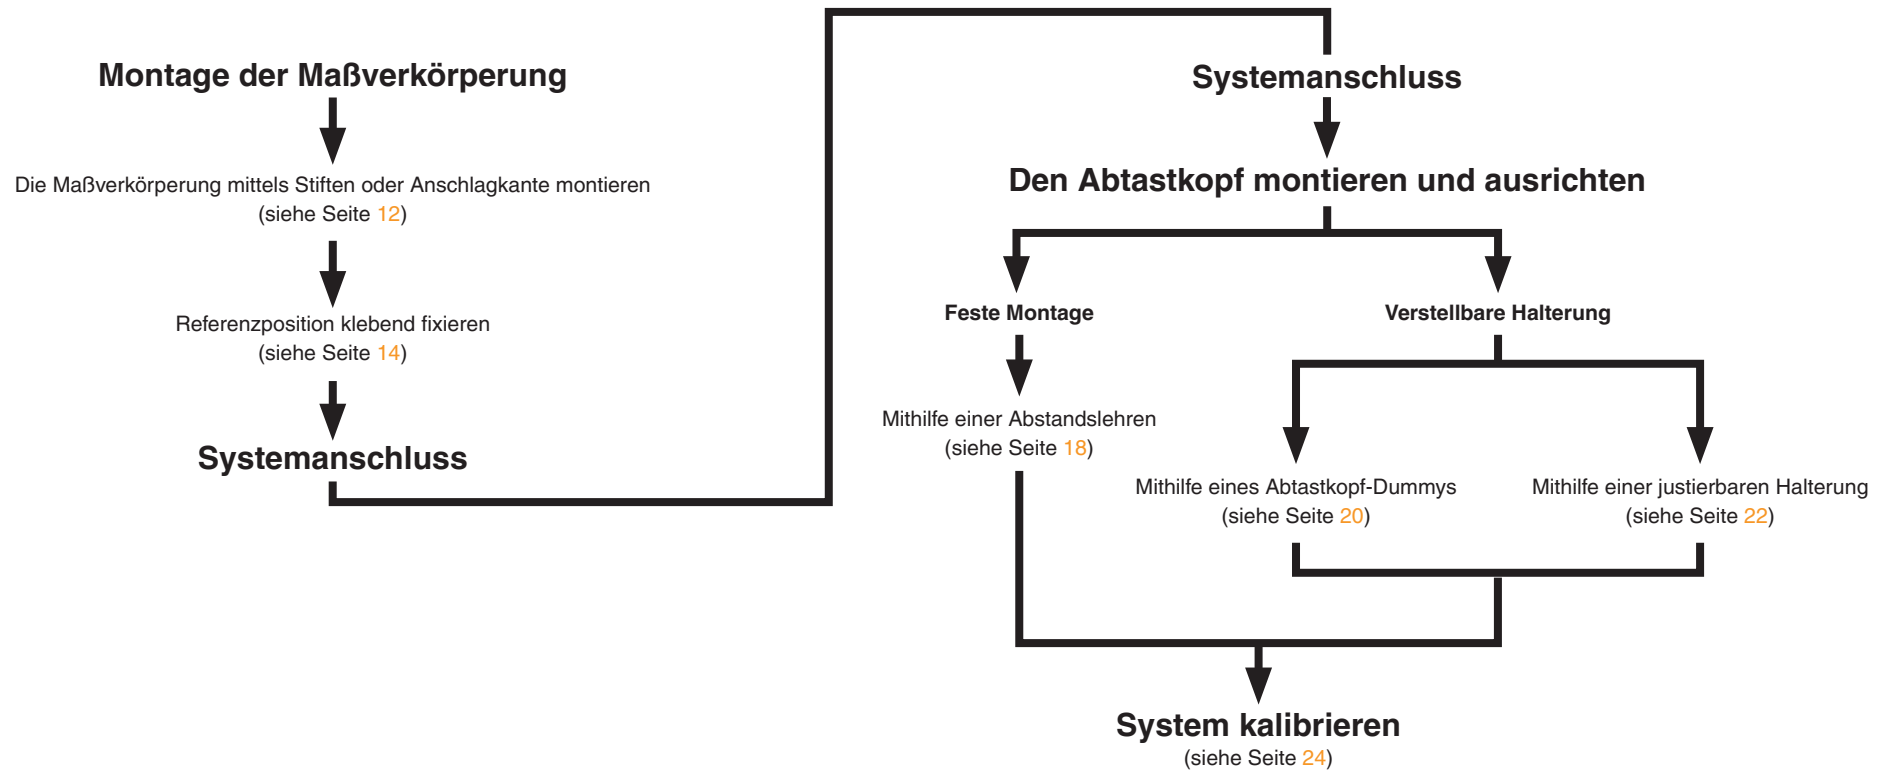 Montage der Maßverkörperung
Die Maßverkörperung mittels Stiften oder Anschlagkante montieren
(siehe Seite 12)
Referenzposition klebend fixieren
(siehe Seite 14)
Systemanschluss
Systemanschluss
Den Abtastkopf montieren und ausrichten
Feste Montage
Verstellbare Halterung
Mithilfe einer Abstandslehren
(siehe Seite 18)
Mithilfe eines Abtastkopf-Dummys
(siehe Seite 20)
Mithilfe einer justierbaren Halterung
(siehe Seite 22)
System kalibrieren
(siehe Seite 24)